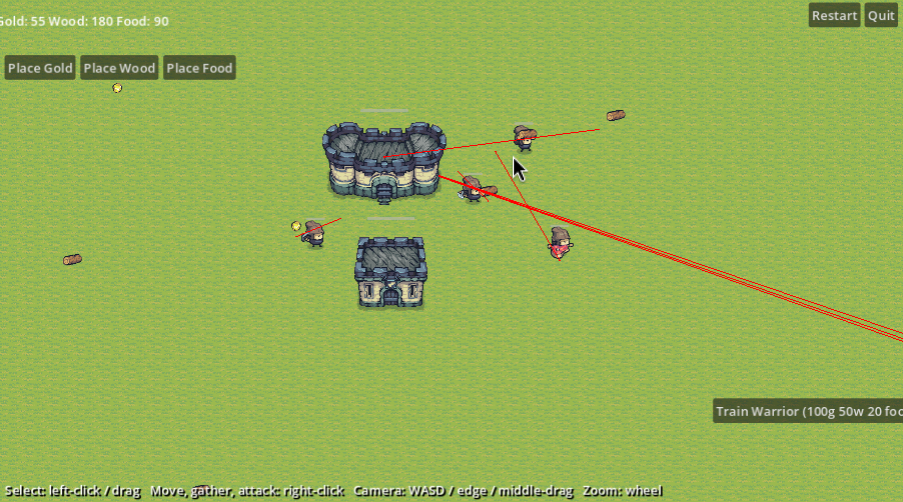 Gold: 55 Wood: 180 Food: 90
Restart
Quit
Place Gold
Place Wood
Place Food
Train Warrior (100g 50w 20 foo
Select: left-click / drag Move, gather, attack: right-click Camera: WASD / edge / middle-drag Zoom: wheel